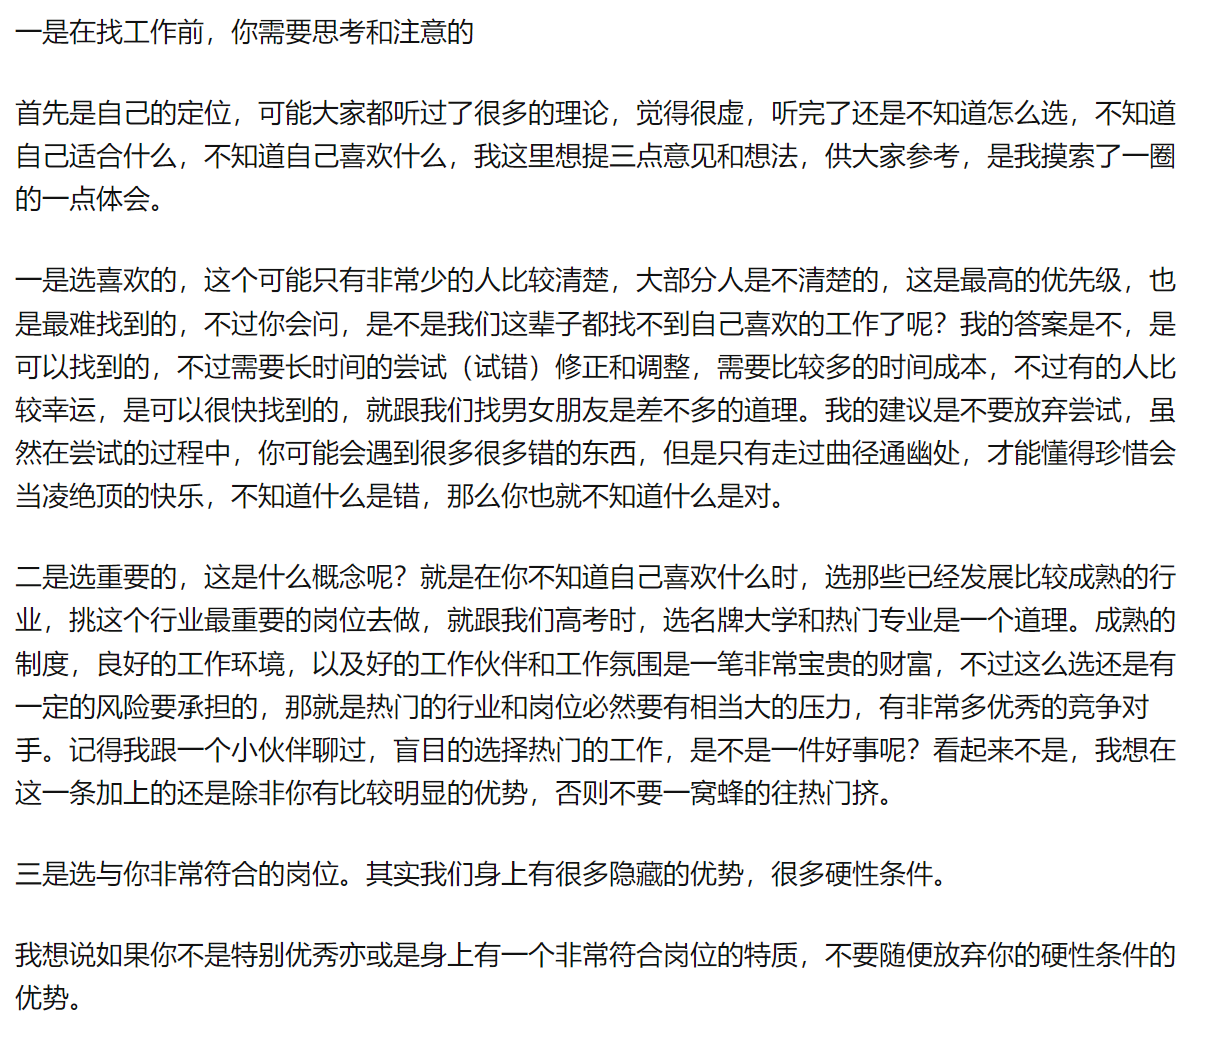 一是在找工作前，你需要思考和注意的
首先是自己的定位，可能大家都听过了很多的理论，觉得很虚，听完了还是不知道怎么选，不知道
自己适合什么，不知道自己喜欢什么，我这里想提三点意见和想法，供大家参考，是我摸索了一圈
的一点体会。
一是选喜欢的，这个可能只有非常少的人比较清楚，大部分人是不清楚的，这是最高的优先级，也
是最难找到的，不过你会问，是不是我们这辈子都找不到自己喜欢的工作了呢？我的答案是不，是
可以找到的，不过需要长时间的尝试（试错）修正和调整，需要比较多的时间成本，不过有的人比
较幸运，是可以很快找到的，就跟我们找男女朋友是差不多的道理。我的建议是不要放弃尝试，虽
然在尝试的过程中，你可能会遇到很多很多错的东西，但是只有走过曲径通幽处，才能懂得珍惜会
当凌绝顶的快乐，不知道什么是错，那么你也就不知道什么是对。
二是选重要的，这是什么概念呢？就是在你不知道自己喜欢什么时，选那些已经发展比较成熟的行
业，挑这个行业最重要的岗位去做，就跟我们高考时，选名牌大学和热门专业是一个道理。成熟的
制度，良好的工作环境，以及好的工作伙伴和工作氛围是一笔非常宝贵的财富，不过这么选还是有
一定的风险要承担的，那就是热门的行业和岗位必然要有相当大的压力，有非常多优秀的竞争对
手。记得我跟一个小伙伴聊过，盲目的选择热门的工作，是不是一件好事呢？看起来不是，我想在
这一条加上的还是除非你有比较明显的优势，否则不要一窝蜂的往热门挤。
三是选与你非常符合的岗位。其实我们身上有很多隐藏的优势，很多硬性条件。
我想说如果你不是特别优秀亦或是身上有一个非常符合岗位的特质，不要随便放弃你的硬性条件的
优势。